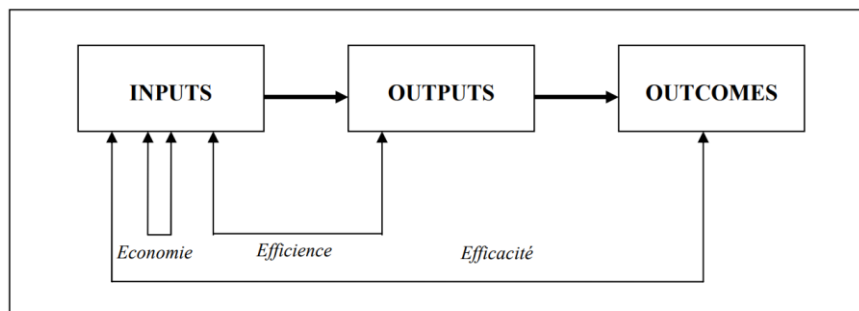 INPUTS
OUTPUTS
OUTCOMES
Economie
Efficience
Efficacité